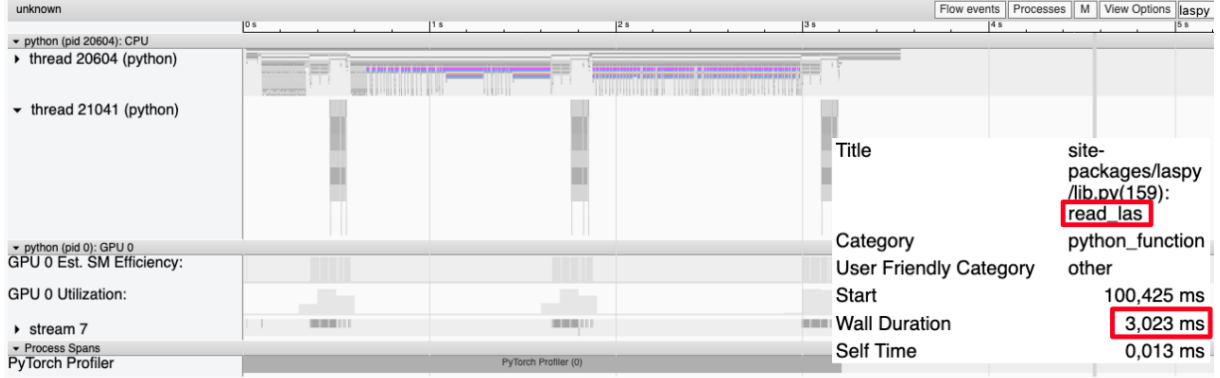 unknown
Flow events Processes M View Options laspy
0 s 1 s 2 s 3 s 4 s 5 s
python (pid 20604): CPU
thread 20604 (python)
thread 21041 (python)
Title site-
packages/laspy
/lib.py(159):
read_las
Category python_function
User Friendly Category other
Start 100,425 ms
Wall Duration 3,023 ms
Self Time 0,013 ms
python (pid 0): GPU 0
GPU 0 Est. SM Efficiency:
GPU 0 Utilization:
stream 7
Process Spans
PyTorch Profiler PyTorch Profiler (0)